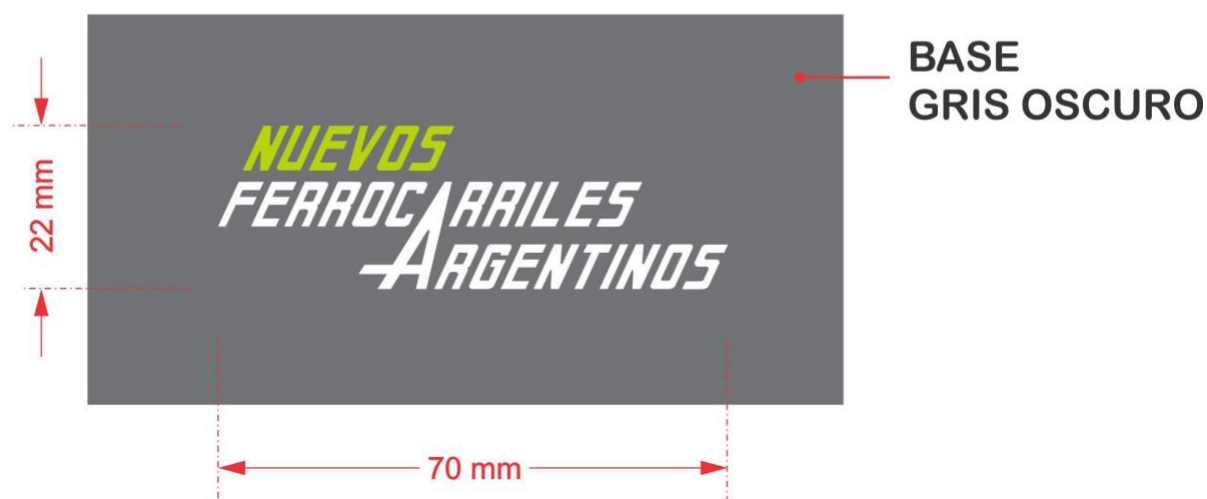 BASE
GRIS OSCURO
NUEVOS
FERROCARRILES
ARGENTINOS
22 mm
70 mm